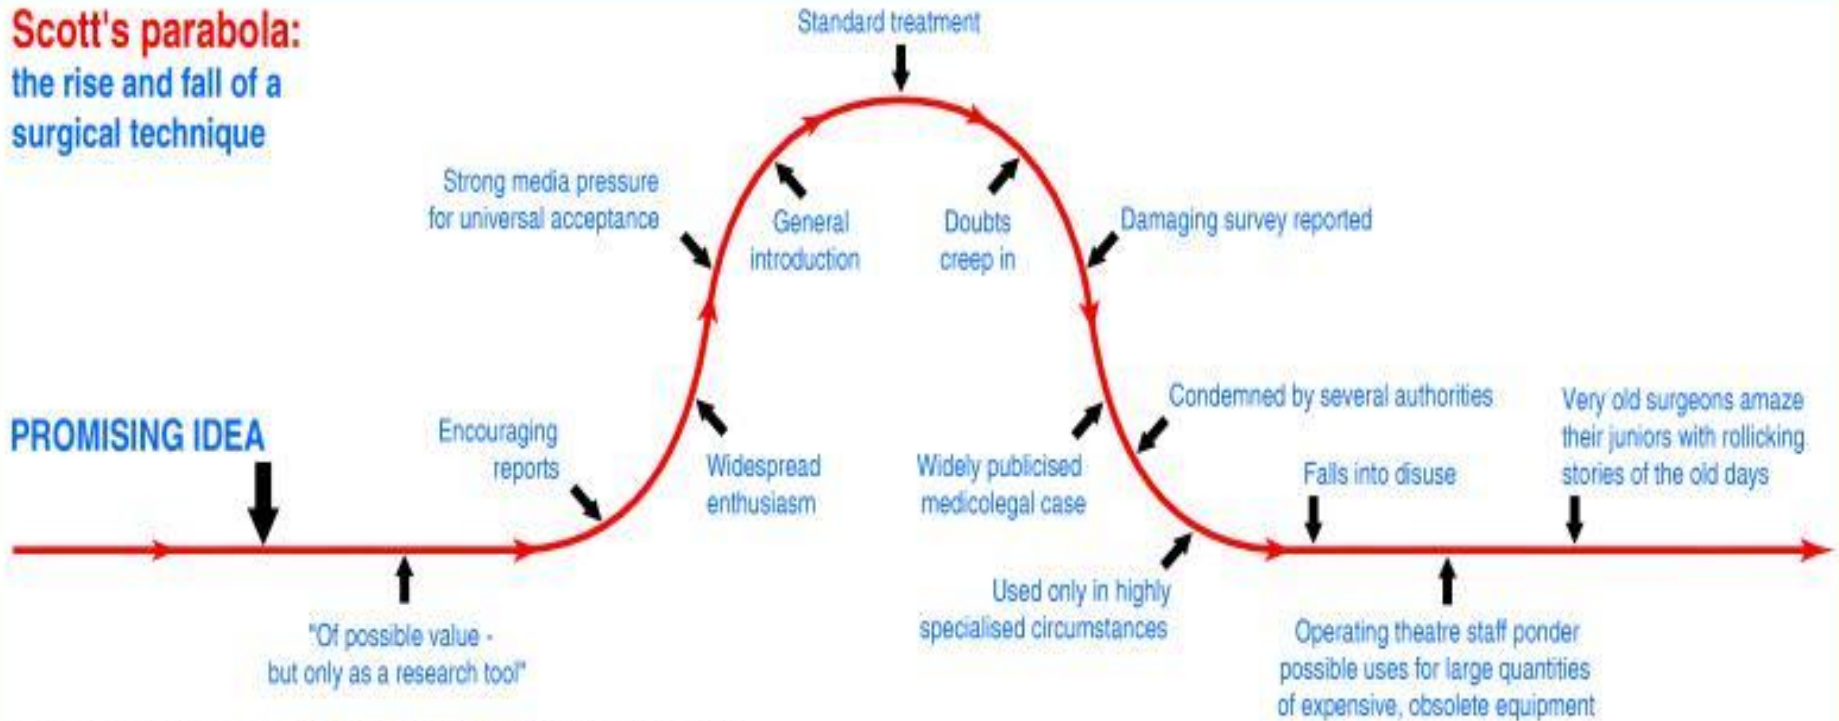 Scott's parabola:
the rise and fall of a
surgical technique
Standard treatment
Strong media pressure
for universal acceptance
General
introduction
Doubts
creep in
Damaging survey reported
PROMISING IDEA
Encouraging
reports
Widespread
enthusiasm
Widely publicised
medicolegal case
Condemned by several authorities
Falls into disuse
Very old surgeons amaze
their juniors with rollicking
stories of the old days
"Of possible value -
but only as a research tool"
Used only in highly
specialised circumstances
Operating theatre staff ponder
possible uses for large quantities
of expensive, obsolete equipment